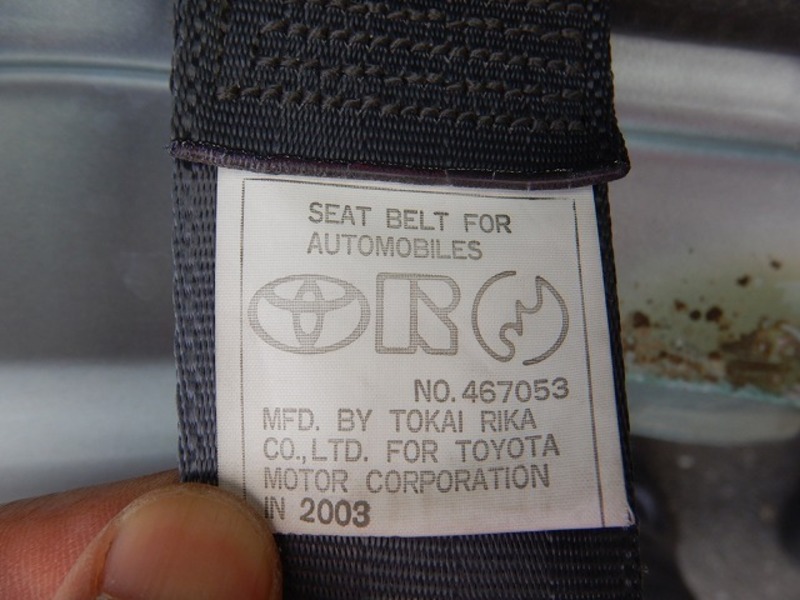 SEAT BELT FOR
AUTOMOBILES
NO. 467053
MFD. BY TOKAI RIKA
CO., LTD. FOR TOYOTA
MOTOR CORPORATION
IN 2003